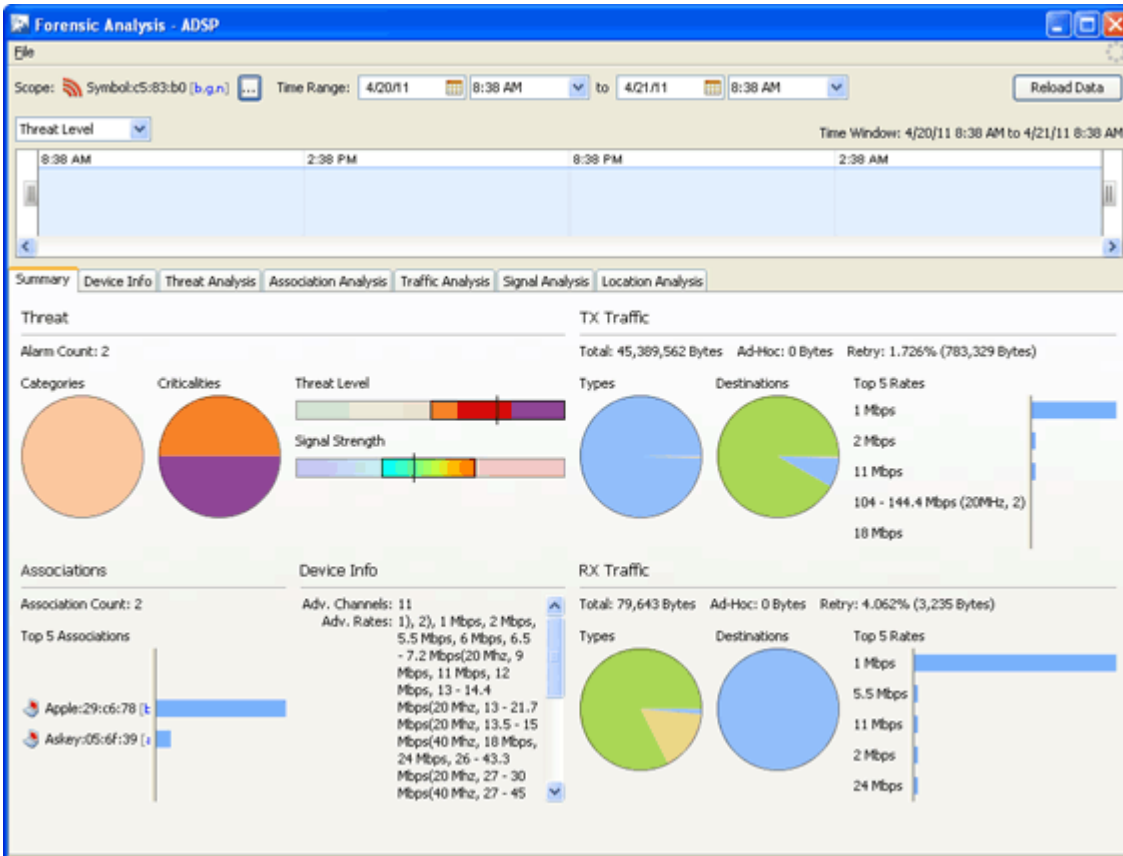 Forensic Analysis - ADSP
File
Scope: Symbol:c5:83:b0 [b,g,n] ... Time Range: 4/20/11 8:38 AM to 4/21/11 8:38 AM Reload Data
Threat Level
Time Window: 4/20/11 8:38 AM to 4/21/11 8:38 AM
8:38 AM 2:38 PM 8:38 PM 2:38 AM
Summary Device Info Threat Analysis Association Analysis Traffic Analysis Signal Analysis Location Analysis
Threat
Alarm Count: 2
Categories Criticalities Threat Level
Signal Strength
TX Traffic
Total: 45,389,562 Bytes Ad-Hoc: 0 Bytes Retry: 1.726% (783,329 Bytes)
Types Destinations Top 5 Rates
1 Mbps
2 Mbps
11 Mbps
104 - 144.4 Mbps (20MHz, 2)
18 Mbps
Associations
Association Count: 2
Top 5 Associations
Apple:29:c6:78 [b
Askey:05:6f:39 [a
Device Info
Adv. Channels: 11
Adv. Rates: 1), 2), 1 Mbps, 2 Mbps,
5.5 Mbps, 6 Mbps, 6.5
- 7.2 Mbps(20 Mhz, 9
Mbps, 11 Mbps, 12
Mbps, 13 - 14.4
Mbps(20 Mhz, 13 - 21.7
Mbps(20 Mhz, 13.5 - 15
Mbps(40 Mhz, 18 Mbps,
24 Mbps, 26 - 43.3
Mbps(20 Mhz, 27 - 30
Mbps(40 Mhz, 27 - 45
RX Traffic
Total: 79,643 Bytes Ad-Hoc: 0 Bytes Retry: 4.062% (3,235 Bytes)
Types Destinations Top 5 Rates
1 Mbps
5.5 Mbps
11 Mbps
2 Mbps
24 Mbps